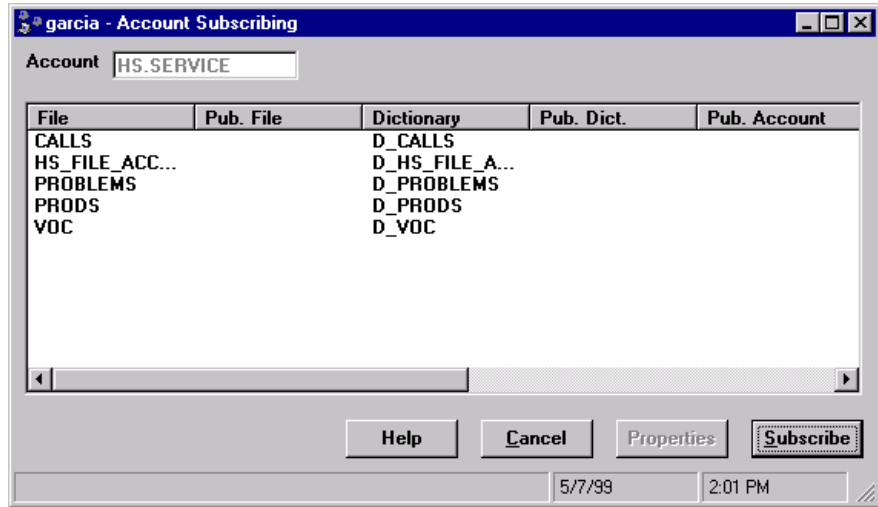 garcia - Account Subscribing
Account HS.SERVICE
File Pub. File Dictionary Pub. Dict. Pub. Account
CALLS D_CALLS
HS_FILE_ACC... D_HS_FILE_A...
PROBLEMS D_PROBLEMS
PRODS D_PRODS
VOC D_VOC
Help Cancel Properties Subscribe
5/7/99 2:01 PM